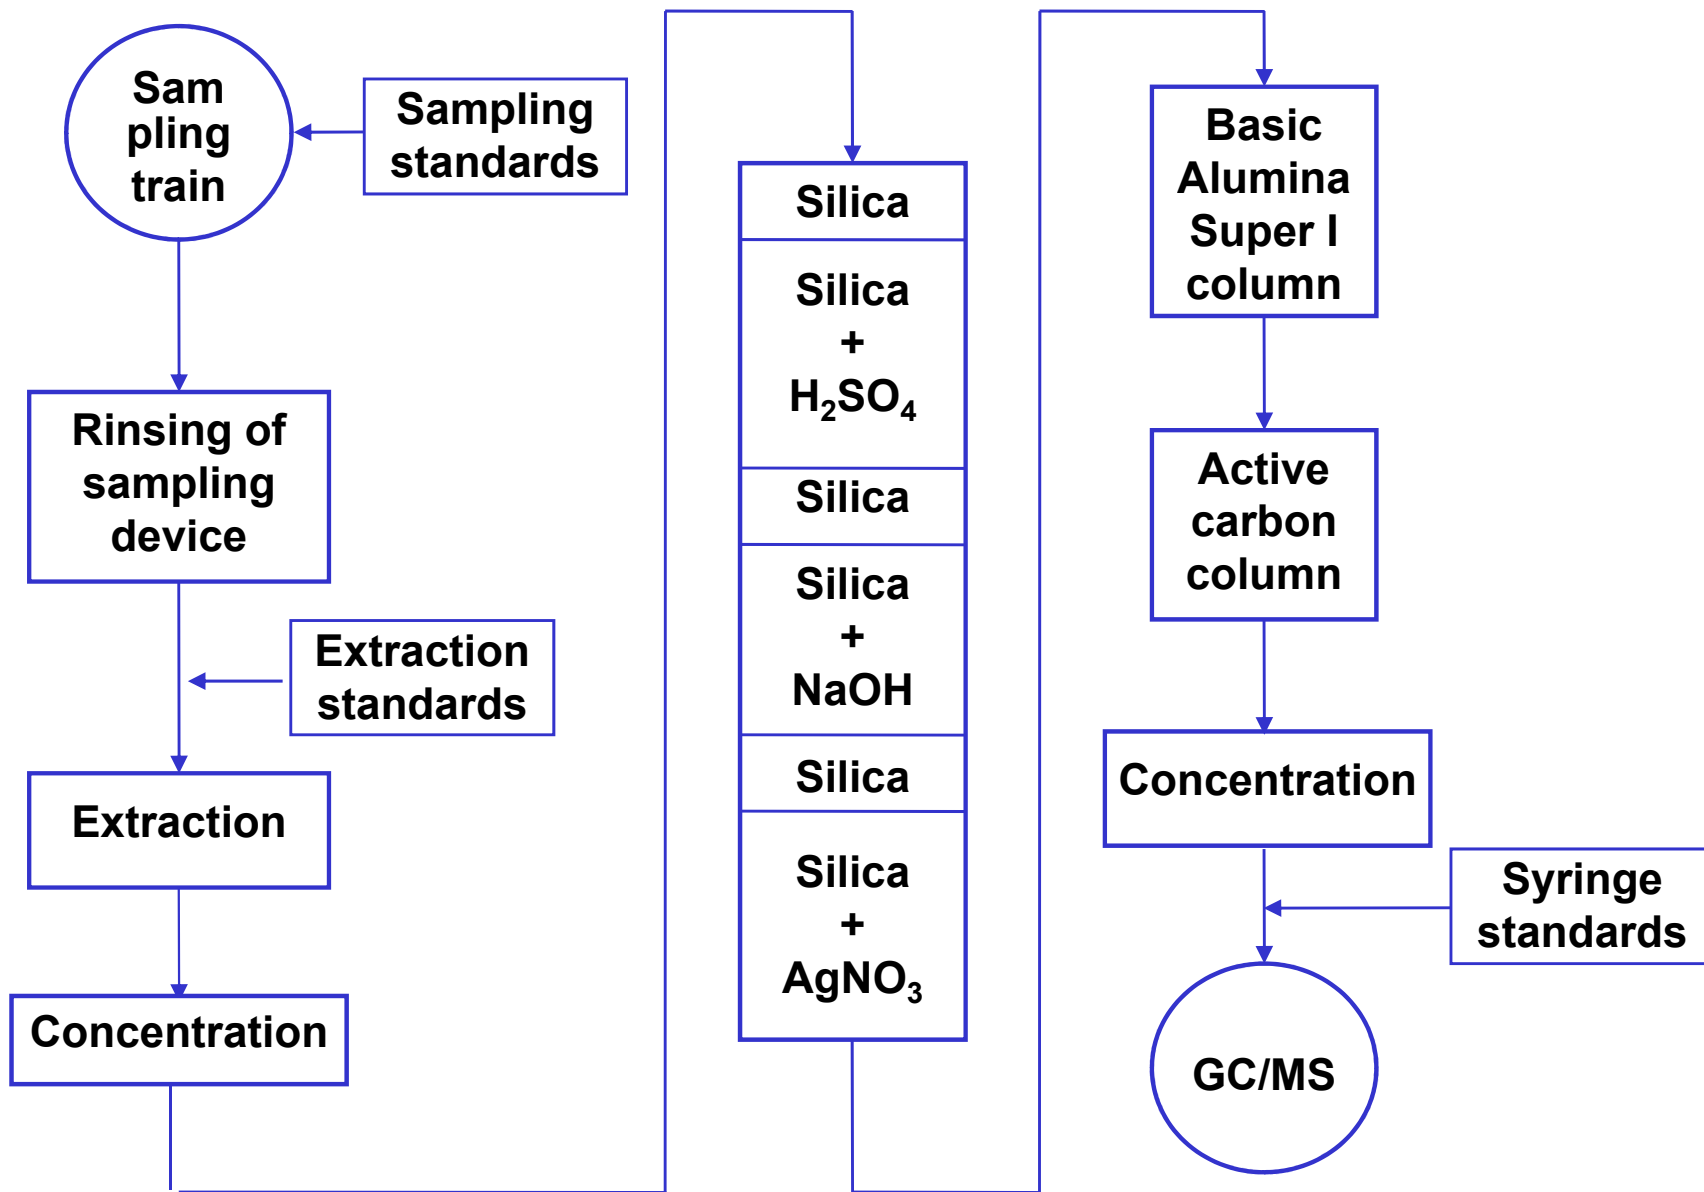 Sam
pling
train
Sampling
standards
Rinsing of
sampling
device
Extraction
standards
Extraction
Concentration
Silica
Silica
+
H₂SO₄
Silica
Silica
+
NaOH
Silica
Silica
+
AgNO₃
Basic
Alumina
Super I
column
Active
carbon
column
Concentration
Syringe
standards
GC/MS